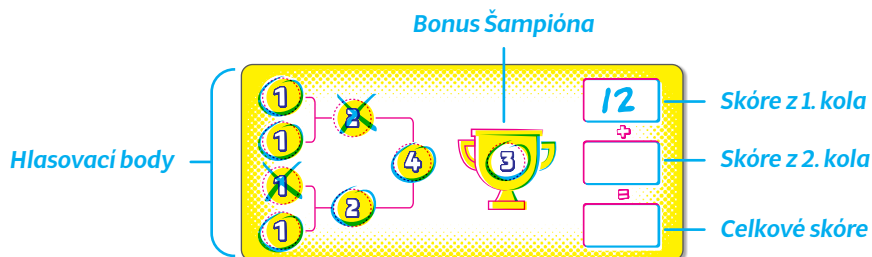 Bonus Šampióna
1
1
1
1
2
2
4
3
12
+
=
Hlasovací body
Skóre z 1. kola
Skóre z 2. kola
Celkové skóre